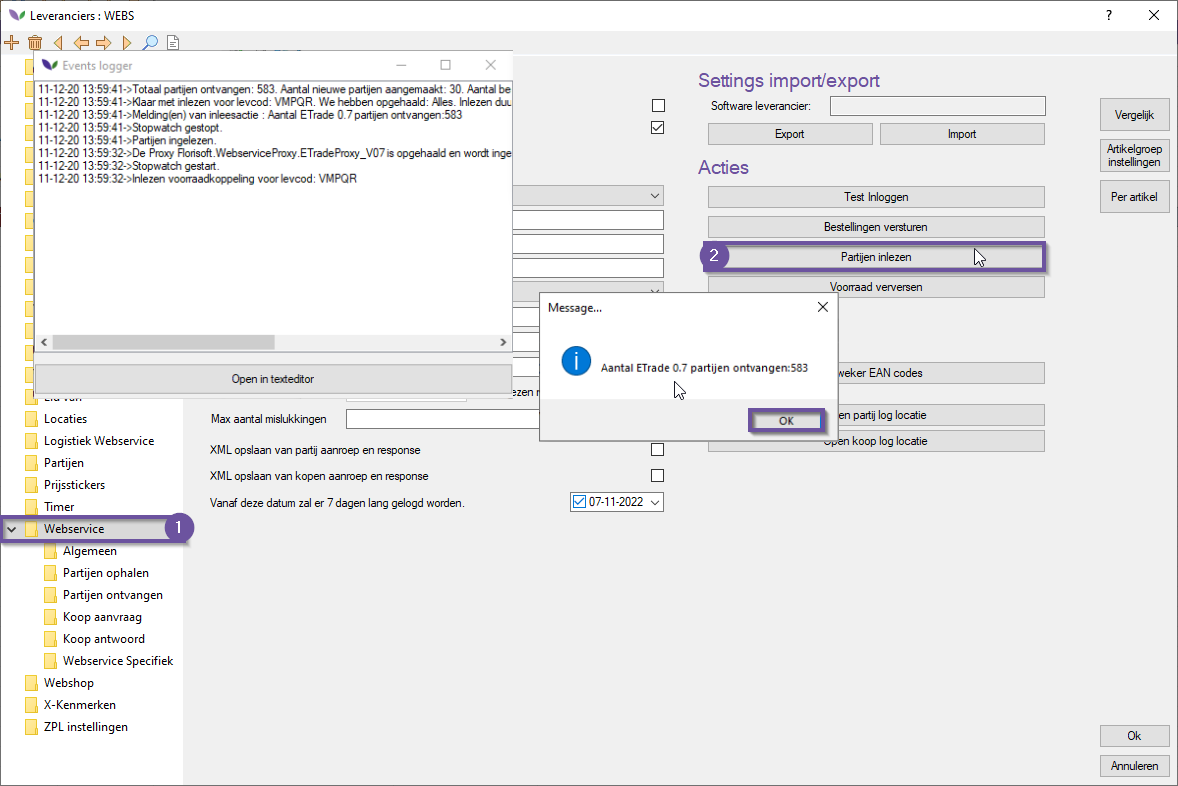 Leveranciers : WEBS
?
Events logger
11-12-20 13:59:41->Totaal partijen ontvangen: 583. Aantal nieuwe partijen aangemaakt: 30. Aantal be
11-12-20 13:59:41->Klaar met inlezen voor levcod: VMPQR. We hebben opgehaald: Alles. Inlezen duu
11-12-20 13:59:41->Melding(en) van inleesactie : Aantal ETrade 0.7 partijen ontvangen:583
11-12-20 13:59:41->Stopwatch gestopt.
11-12-20 13:59:41->Partijen ingelezen.
11-12-20 13:59:32->De Proxy Florisoft.WebserviceProxy.ETradeProxy_V07 is opgehaald en wordt inge
11-12-20 13:59:32->Stopwatch gestart.
11-12-20 13:59:32->Inlezen voorraadkoppeling voor levcod: VMPQR
Open in texteditor
Locaties
Logistiek Webservice
Partijen
Prijsstickers
Timer
Webservice
1
Algemeen
Partijen ophalen
Partijen ontvangen
Koop aanvraag
Koop antwoord
Webservice Specifiek
Webshop
X-Kenmerken
ZPL instellingen
Max aantal mislukkingen
XML opslaan van partij aanroep en response
XML opslaan van kopen aanroep en response
Vanaf deze datum zal er 7 dagen lang gelogd worden.
07-11-2022
Settings import/export
Software leverancier:
Export
Import
Acties
Test Inloggen
Bestellingen versturen
2
Partijen inlezen
Voorraad verversen
weker EAN codes
en partij log locatie
Open koop log locatie
Message...
Aantal ETrade 0.7 partijen ontvangen:583
OK
Vergelijk
Artikelgroep
instellingen
Per artikel
Ok
Annuleren